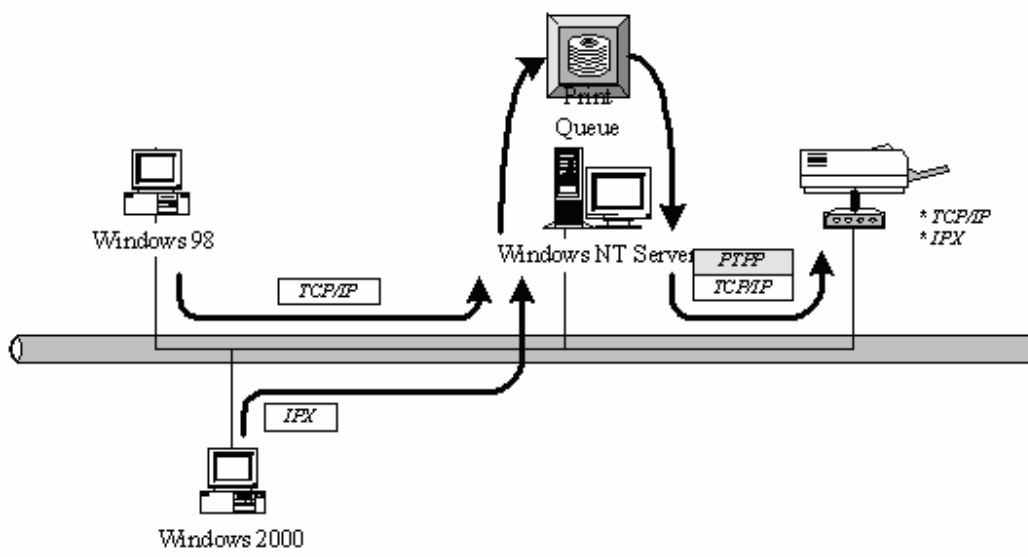 Print
Queue
Windows 98
Windows NT Server
* TCP/IP
* IPX
PTPP
TCP/IP
TCP/IP
IPX
Windows 2000